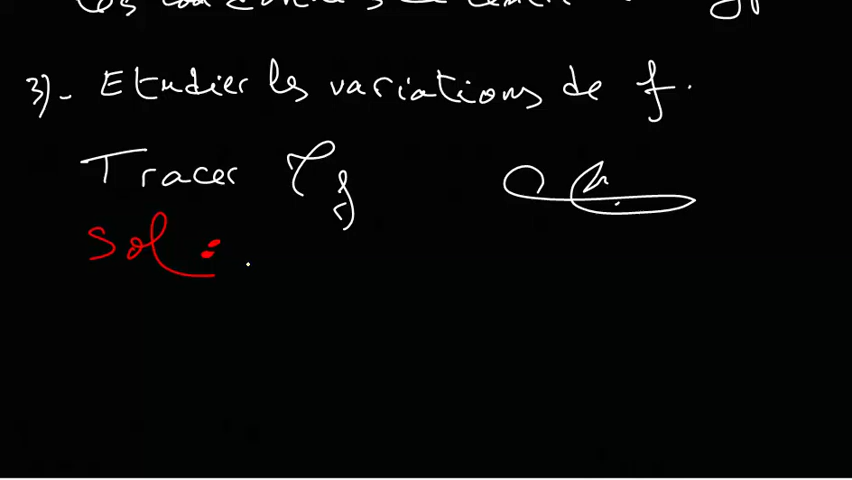 3)- Etudier les variations de f.
Tracer 𝒞f
Sol :